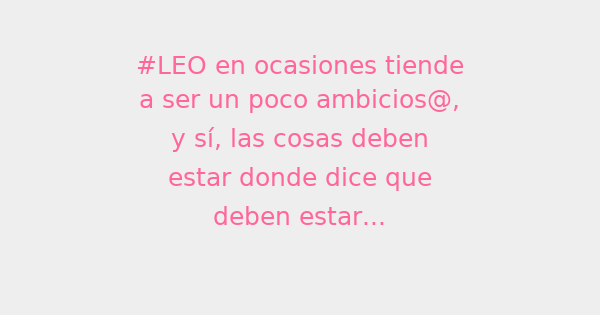 #LEO en ocasiones tiende
a ser un poco ambicios@,
y sí, las cosas deben
estar donde dice que
deben estar...